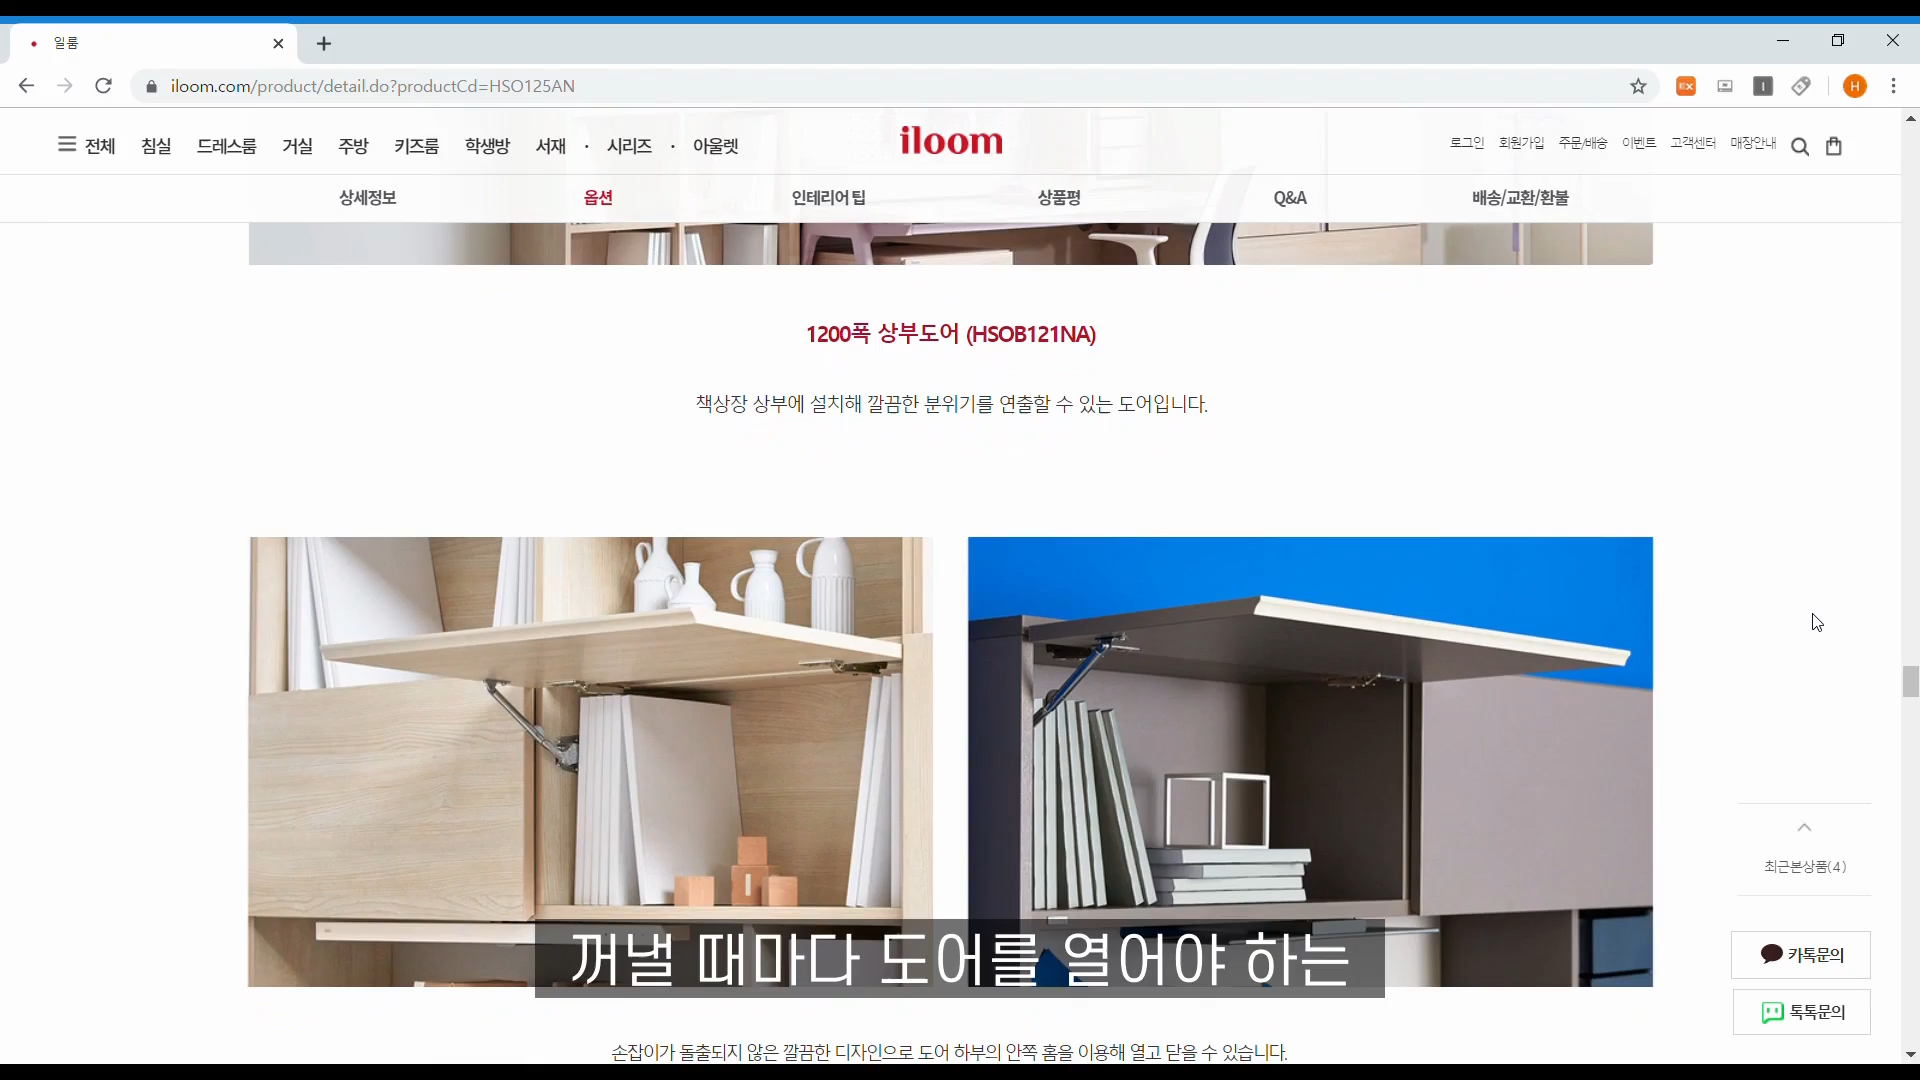 일룸
iloom.com/product/detail.do?productCd=HSO125AN
EX
H
전체 침실 드레스룸 거실 주방 키즈룸 학생방 서재 · 시리즈 · 아울렛
iloom
로그인 회원가입 주문/배송 이벤트 고객센터 매장안내
상세정보 옵션 인테리어 팁 상품평 Q&A 배송/교환/환불
1200폭 상부도어 (HSOB121NA)
책상장 상부에 설치해 깔끔한 분위기를 연출할 수 있는 도어입니다.
최근본상품(4)
꺼낼 때마다 도어를 열어야 하는
카톡문의
톡톡문의
손잡이가 돌출되지 않은 깔끔한 디자인으로 도어 하부의 안쪽 홈을 이용해 열고 닫을 수 있습니다.